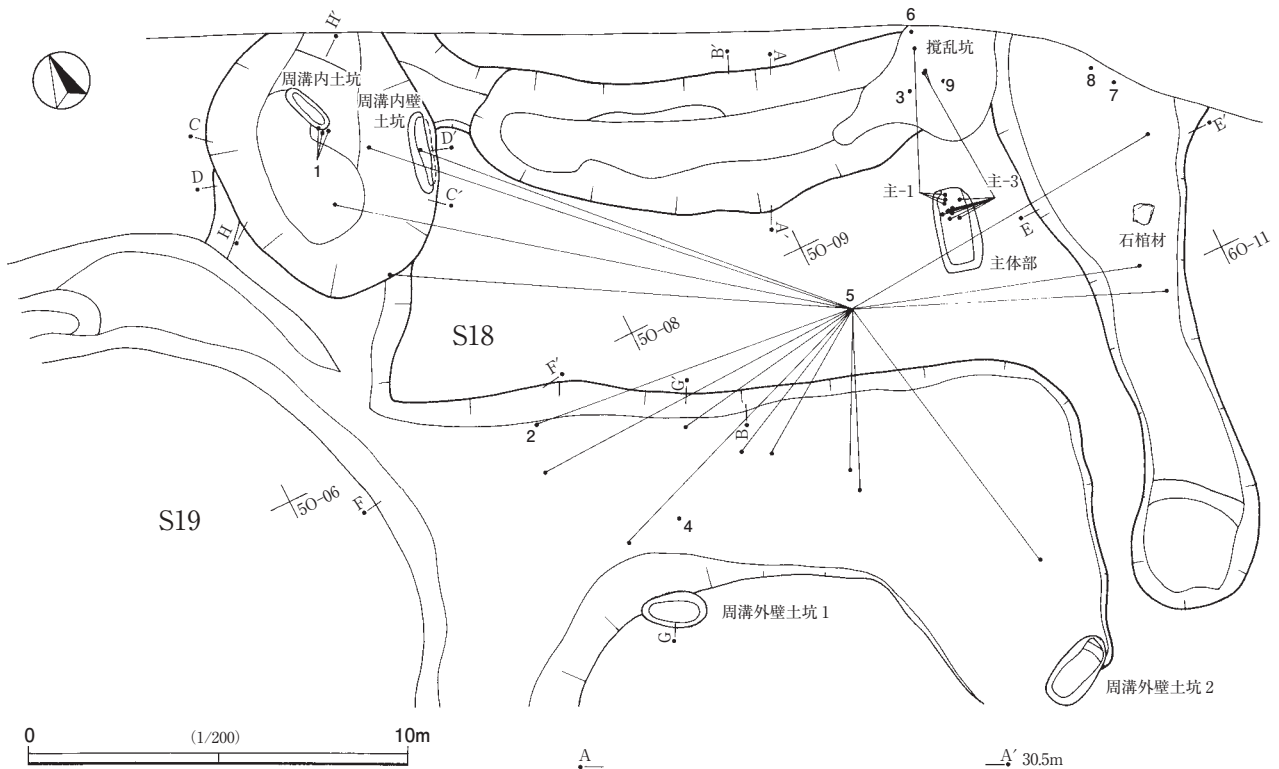 6
H′
B′
A
攪乱坑
周溝内土坑
周溝内壁
土坑
8
7
3
9
C
D′
E′
1
D
C′
主-1
主-3
H
A′
5O-09
E
石棺材
6O-11
主体部
5
S18
5O-08
F′
G′
2
B
5O-06
F
S19
4
周溝外壁土坑 1
G
周溝外壁土坑 2
0
(1/200)
10m
A
A′ 30.5m